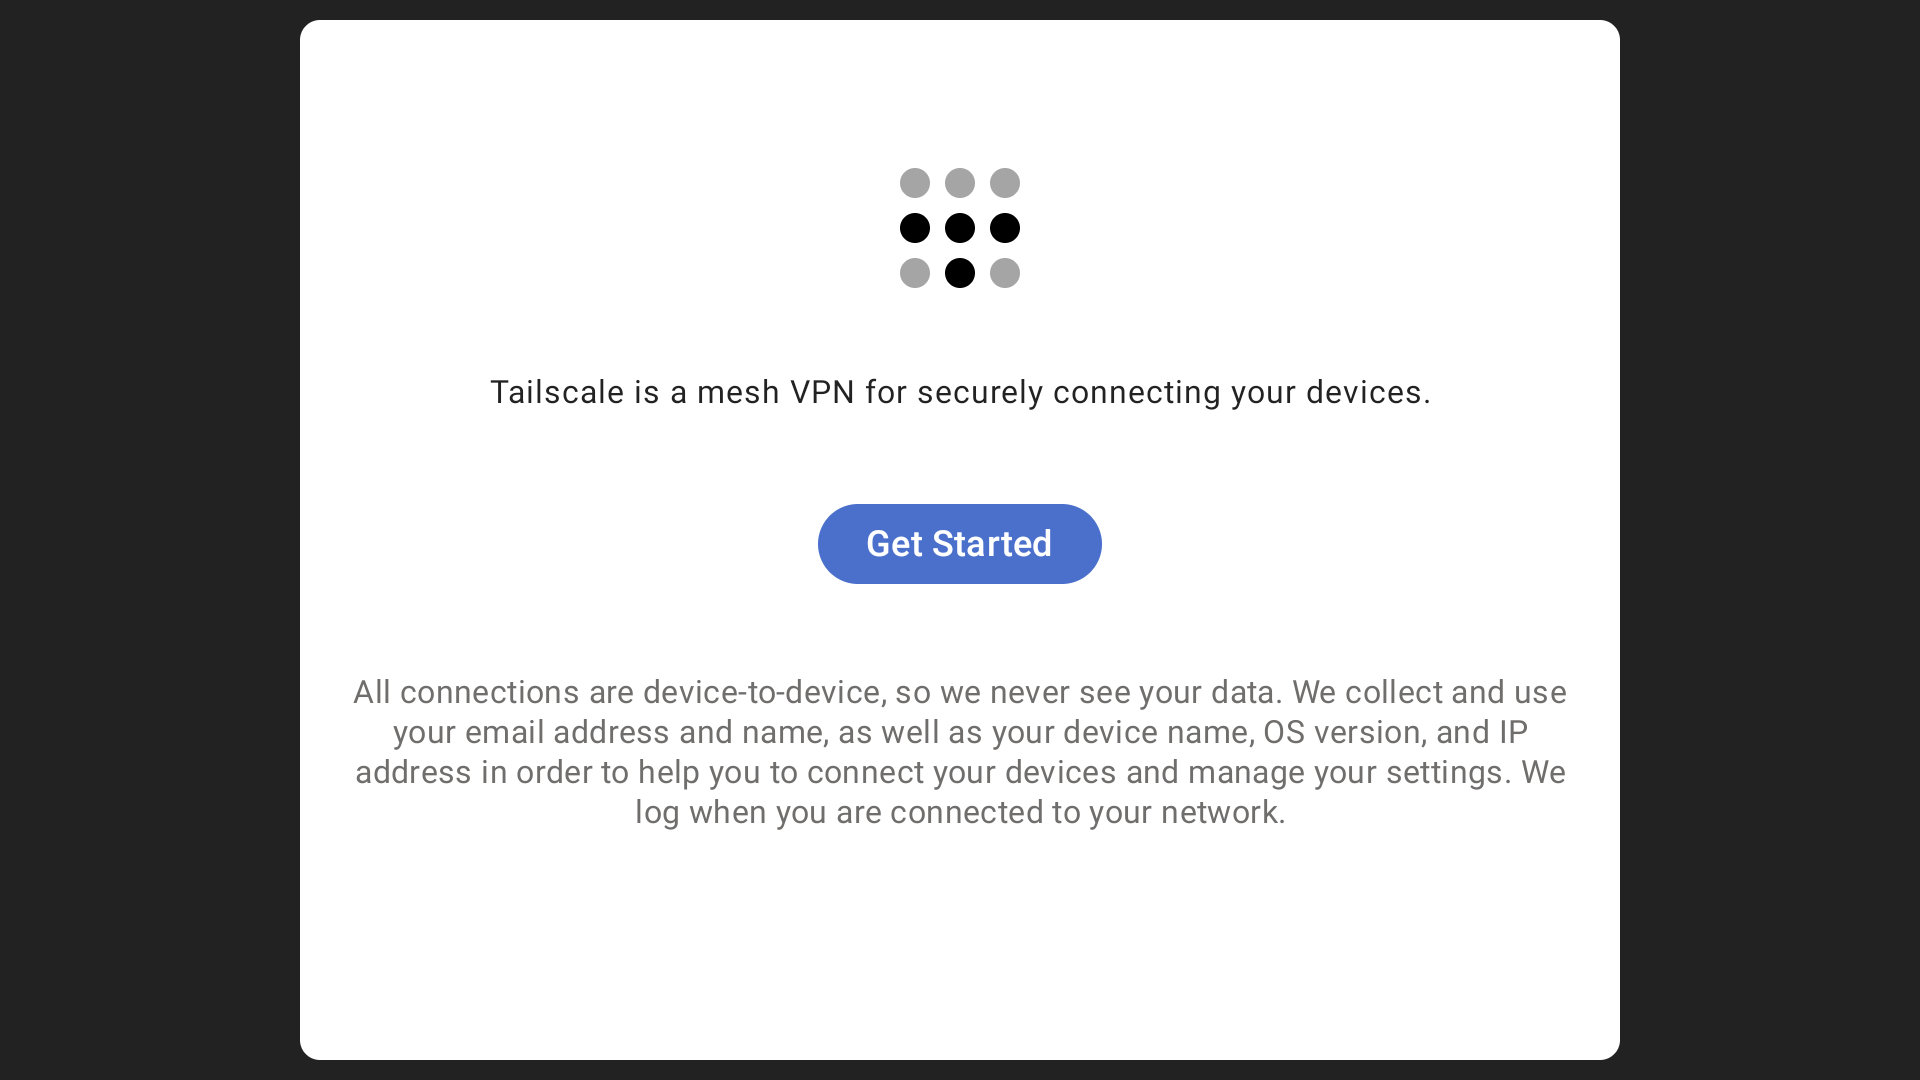 Tailscale is a mesh VPN for securely connecting your devices.
Get Started
All connections are device-to-device, so we never see your data. We collect and use
your email address and name, as well as your device name, OS version, and IP
address in order to help you to connect your devices and manage your settings. We
log when you are connected to your network.